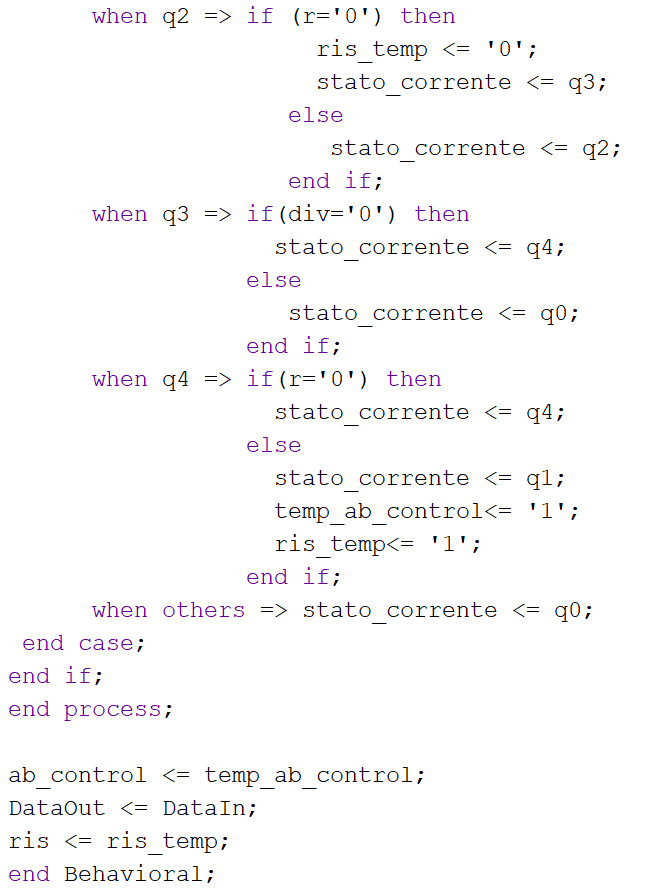 when q2 => if (r='0') then
ris_temp <= '0';
stato_corrente <= q3;
else
stato_corrente <= q2;
end if;
when q3 => if(div='0') then
stato_corrente <= q4;
else
stato_corrente <= q0;
end if;
when q4 => if(r='0') then
stato_corrente <= q4;
else
stato_corrente <= q1;
temp_ab_control<= '1';
ris_temp<= '1';
end if;
when others => stato_corrente <= q0;
end case;
end if;
end process;
ab_control <= temp_ab_control;
DataOut <= DataIn;
ris <= ris_temp;
end Behavioral;